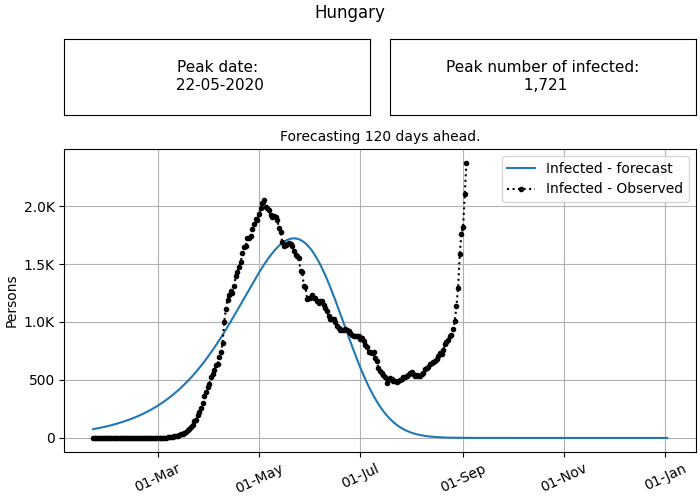 Hungary
Peak date:
22-05-2020
Peak number of infected:
1,721
Forecasting 120 days ahead.
Infected - forecast
Infected - Observed
Persons
2.0K
1.5K
1.0K
500
0
01-Mar
01-May
01-Jul
01-Sep
01-Nov
01-Jan